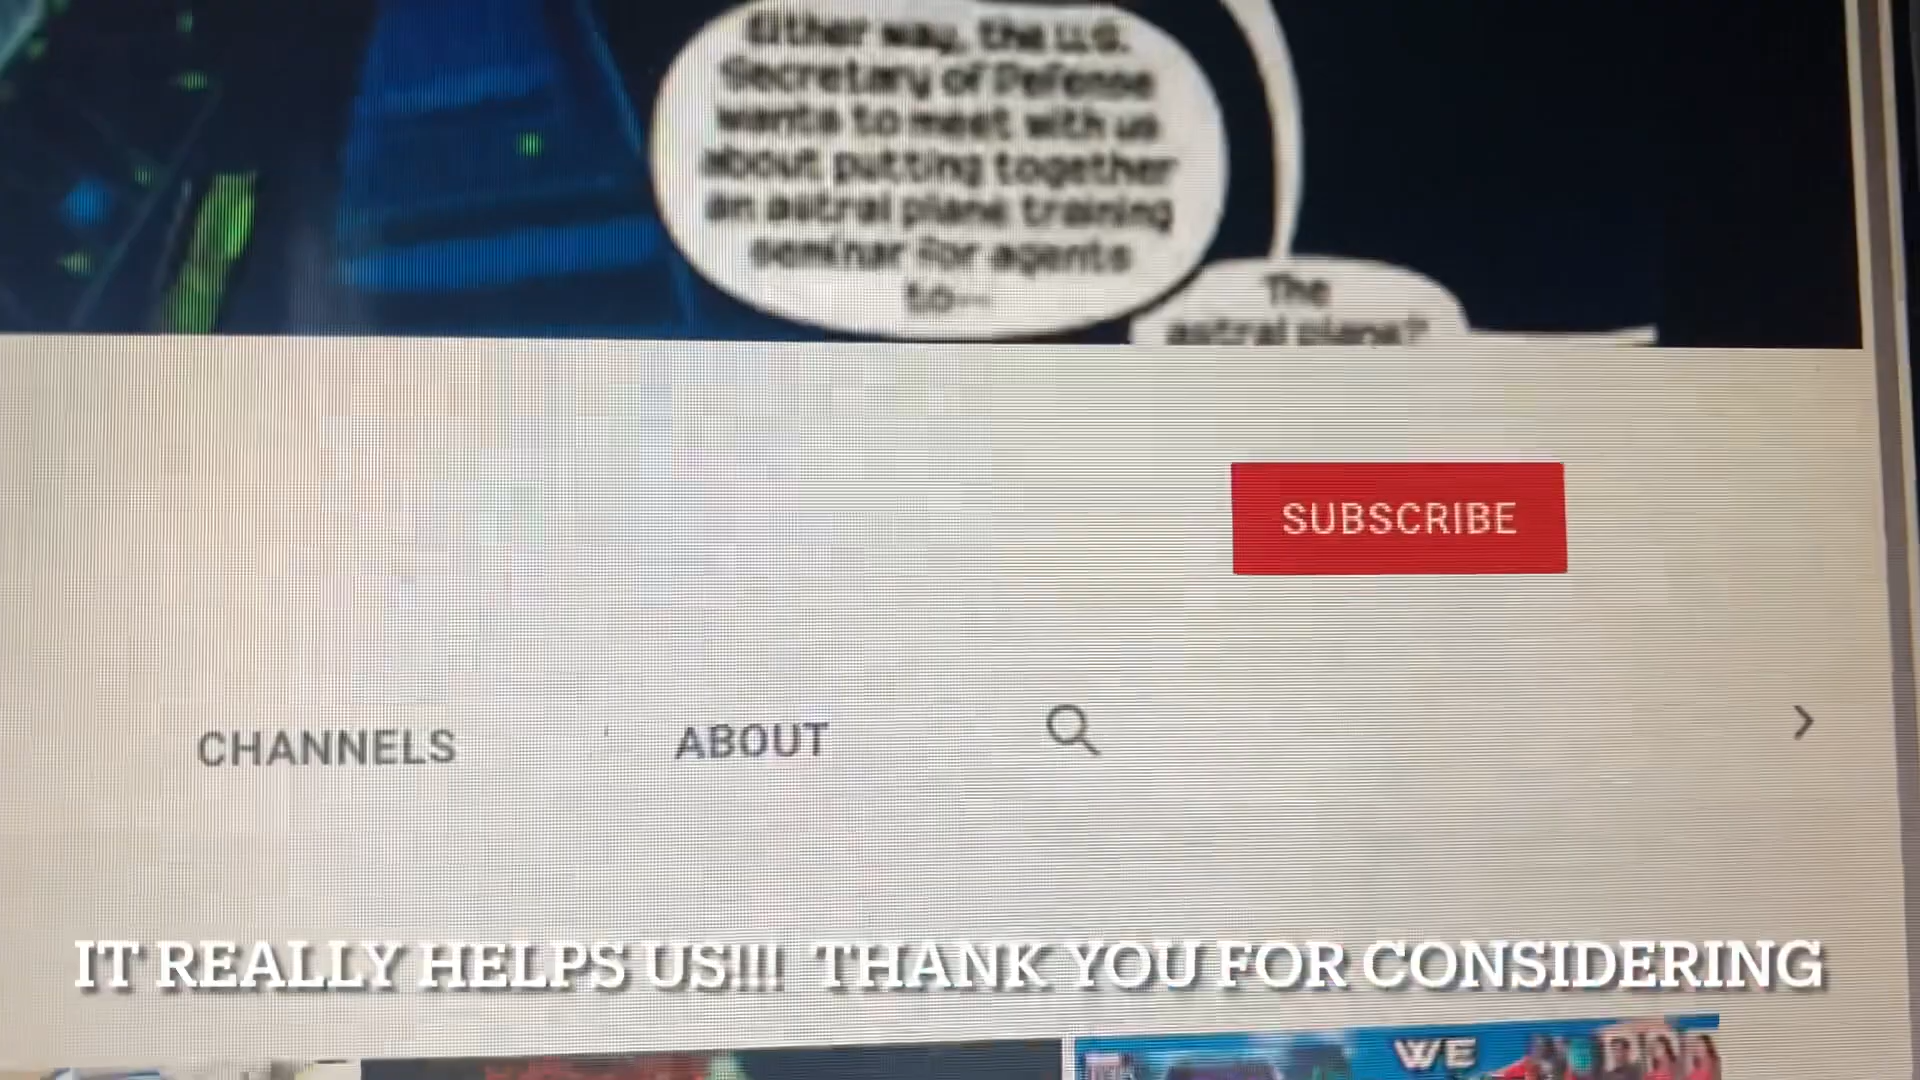 Either way, the U.S.
Secretary of Defense
wants to meet with us
about putting together
an astral plane training
seminar for agents
to--
The
astral plane?
SUBSCRIBE
CHANNELS
ABOUT
IT REALLY HELPS US!!! THANK YOU FOR CONSIDERING
WE